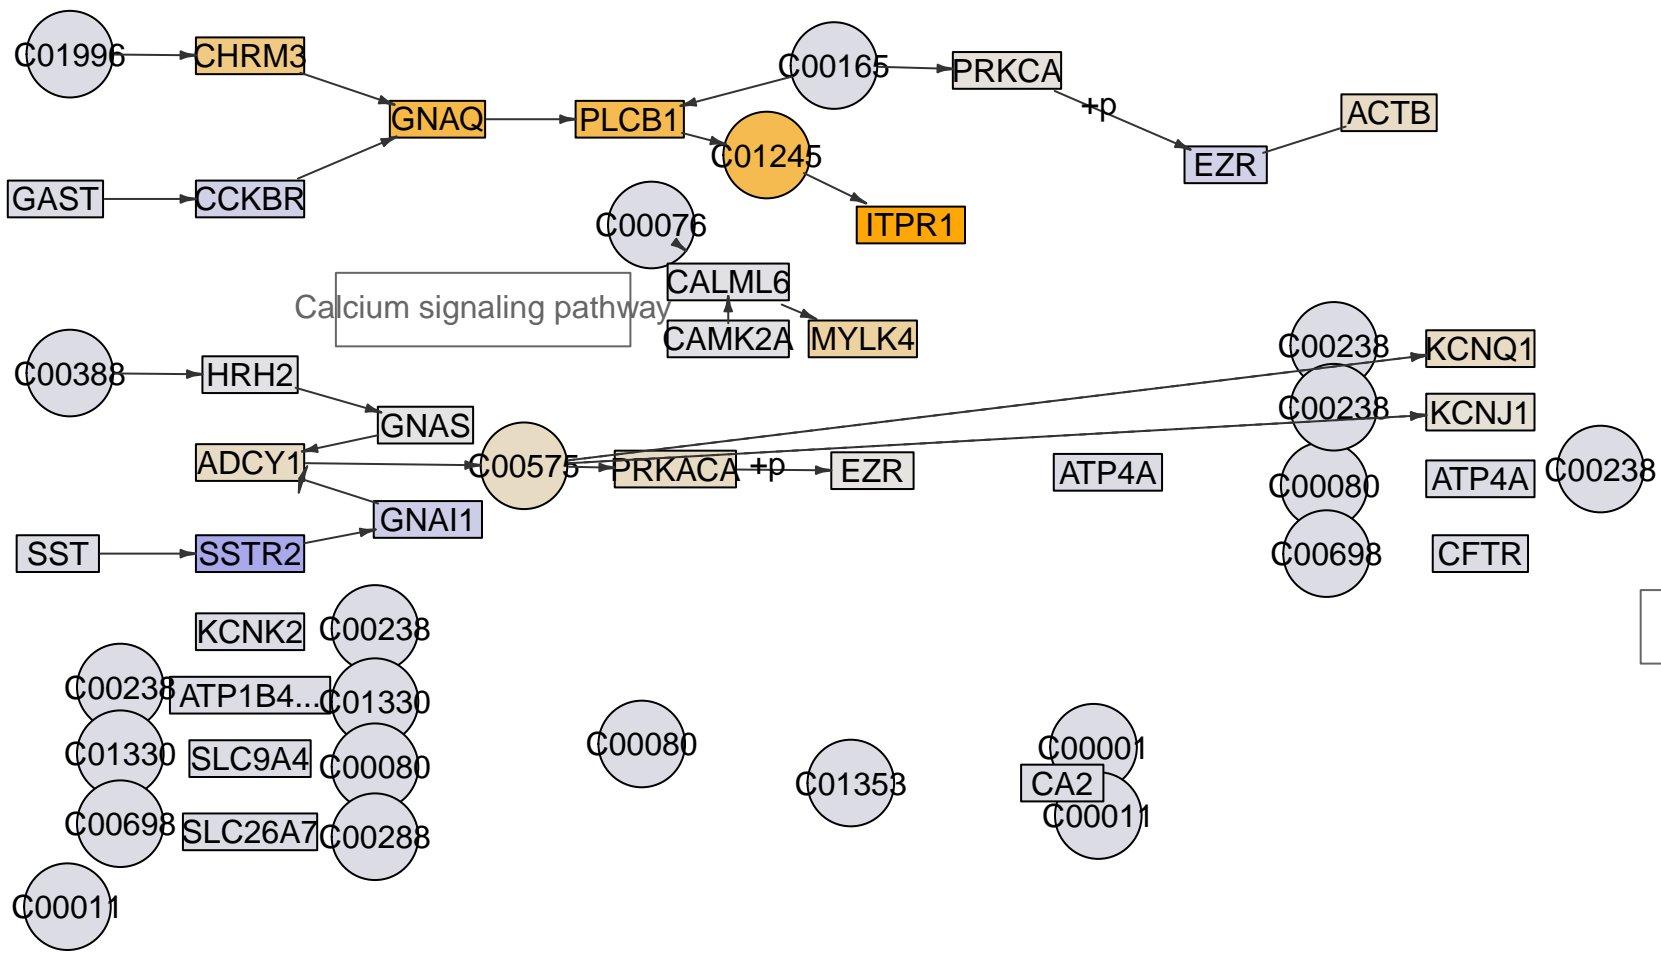 C01996
CHRM3
C00165
PRKCA
GNAQ
PLCB1
+p
ACTB
C01245
EZR
GAST
CCKBR
C00076
ITPR1
CALML6
Calcium signaling pathway
CAMK2A
MYLK4
C00238
KCNQ1
C00388
HRH2
C00238
KCNJ1
GNAS
ADCY1
C00575
PRKACA
+p
EZR
ATP4A
C00080
ATP4A
C00238
GNAI1
SST
SSTR2
C00698
CFTR
KCNK2
C00238
C00238
ATP1B4...
C01330
C01330
SLC9A4
C00080
C00080
C01353
C00001
CA2
C00011
C00698
SLC26A7
C00288
C00011